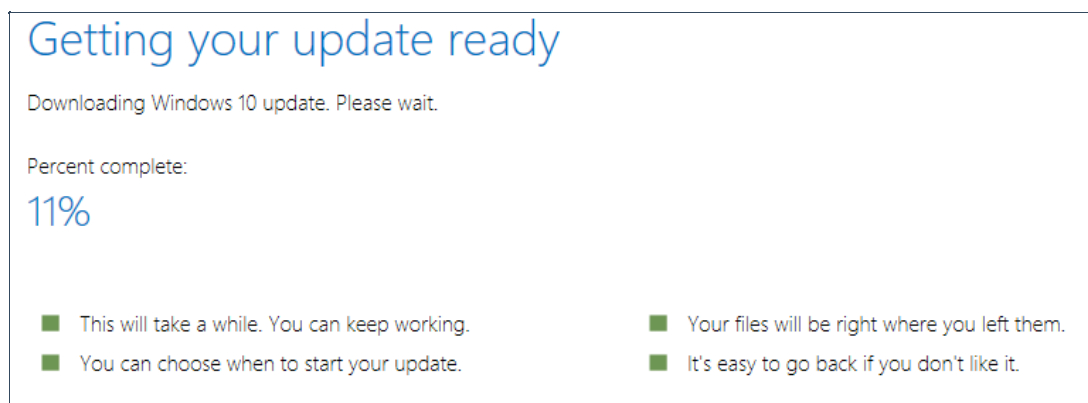 Getting your update ready
Downloading Windows 10 update. Please wait.
Percent complete:
11%
This will take a while. You can keep working.
You can choose when to start your update.
Your files will be right where you left them.
It's easy to go back if you don't like it.